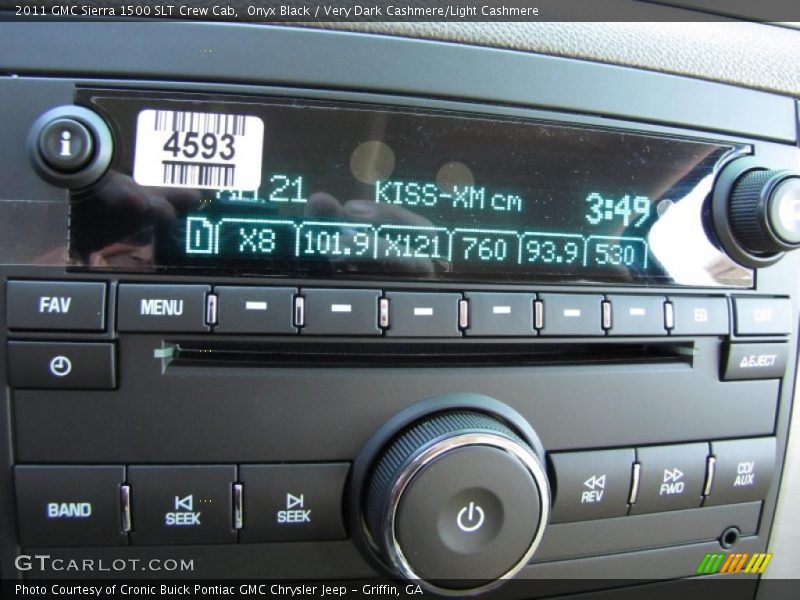 2011 GMC Sierra 1500 SLT Crew Cab, Onyx Black / Very Dark Cashmere/Light Cashmere
i
4593
21 KISS-XM cm 3:49
D X8 101.9 X121 760 93.9 530
FAV MENU
EJECT
BAND SEEK SEEK REV FWD CD/ AUX
GTCARLOT.COM
Photo Courtesy of Cronic Buick Pontiac GMC Chrysler Jeep - Griffin, GA